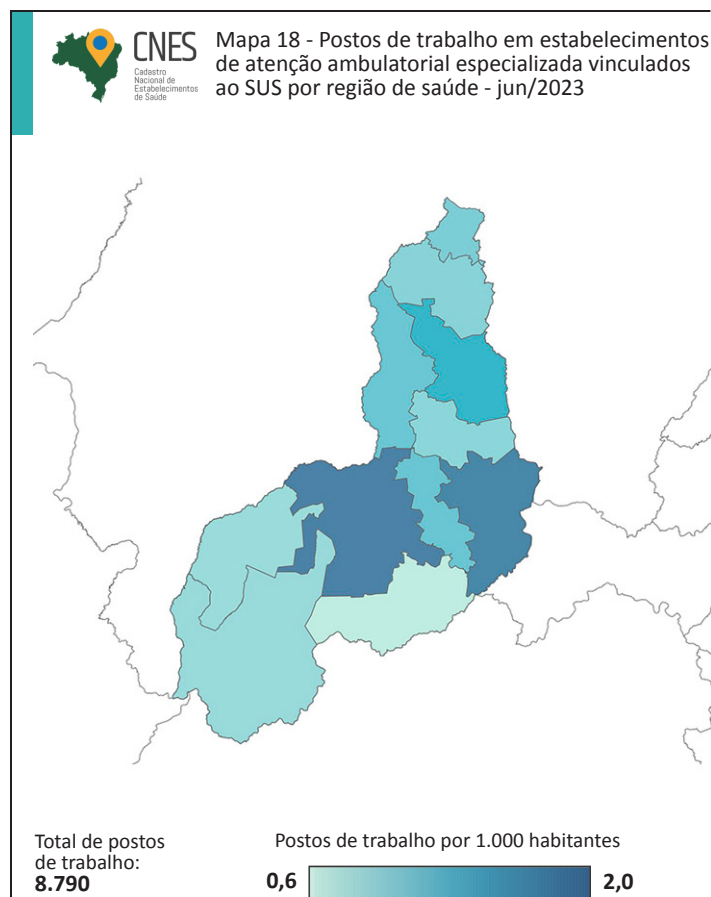 CNES
Cadastro
Nacional de
Estabelecimentos
de Saúde
Mapa 18 - Postos de trabalho em estabelecimentos
de atenção ambulatorial especializada vinculados
ao SUS por região de saúde - jun/2023
Total de postos
de trabalho:
8.790
Postos de trabalho por 1.000 habitantes
0,6
2,0